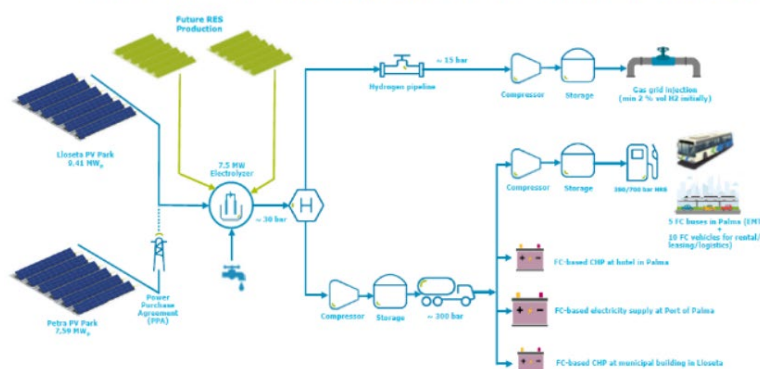 Future RES
Production
≈ 15 bar
Hydrogen pipeline
Compressor
Storage
Gas grid injection
(min 2 % vol H2 initially)
Lloseta PV Park
9.41 MWp
7.5 MW
Electrolyzer
≈ 30 bar
H
Compressor
Storage
350/700 bar HRS
5 FC buses in Palma (EMT
+
10 FC vehicles for rental/
leasing/logistics)
Power
Purchase
Agreement
(PPA)
Petra PV Park
7.59 MWp
Compressor
Storage
≈ 300 bar
FC-based CHP at hotel in Palma
FC-based electricity supply at Port of Palma
FC-based CHP at municipal building in Lloseta